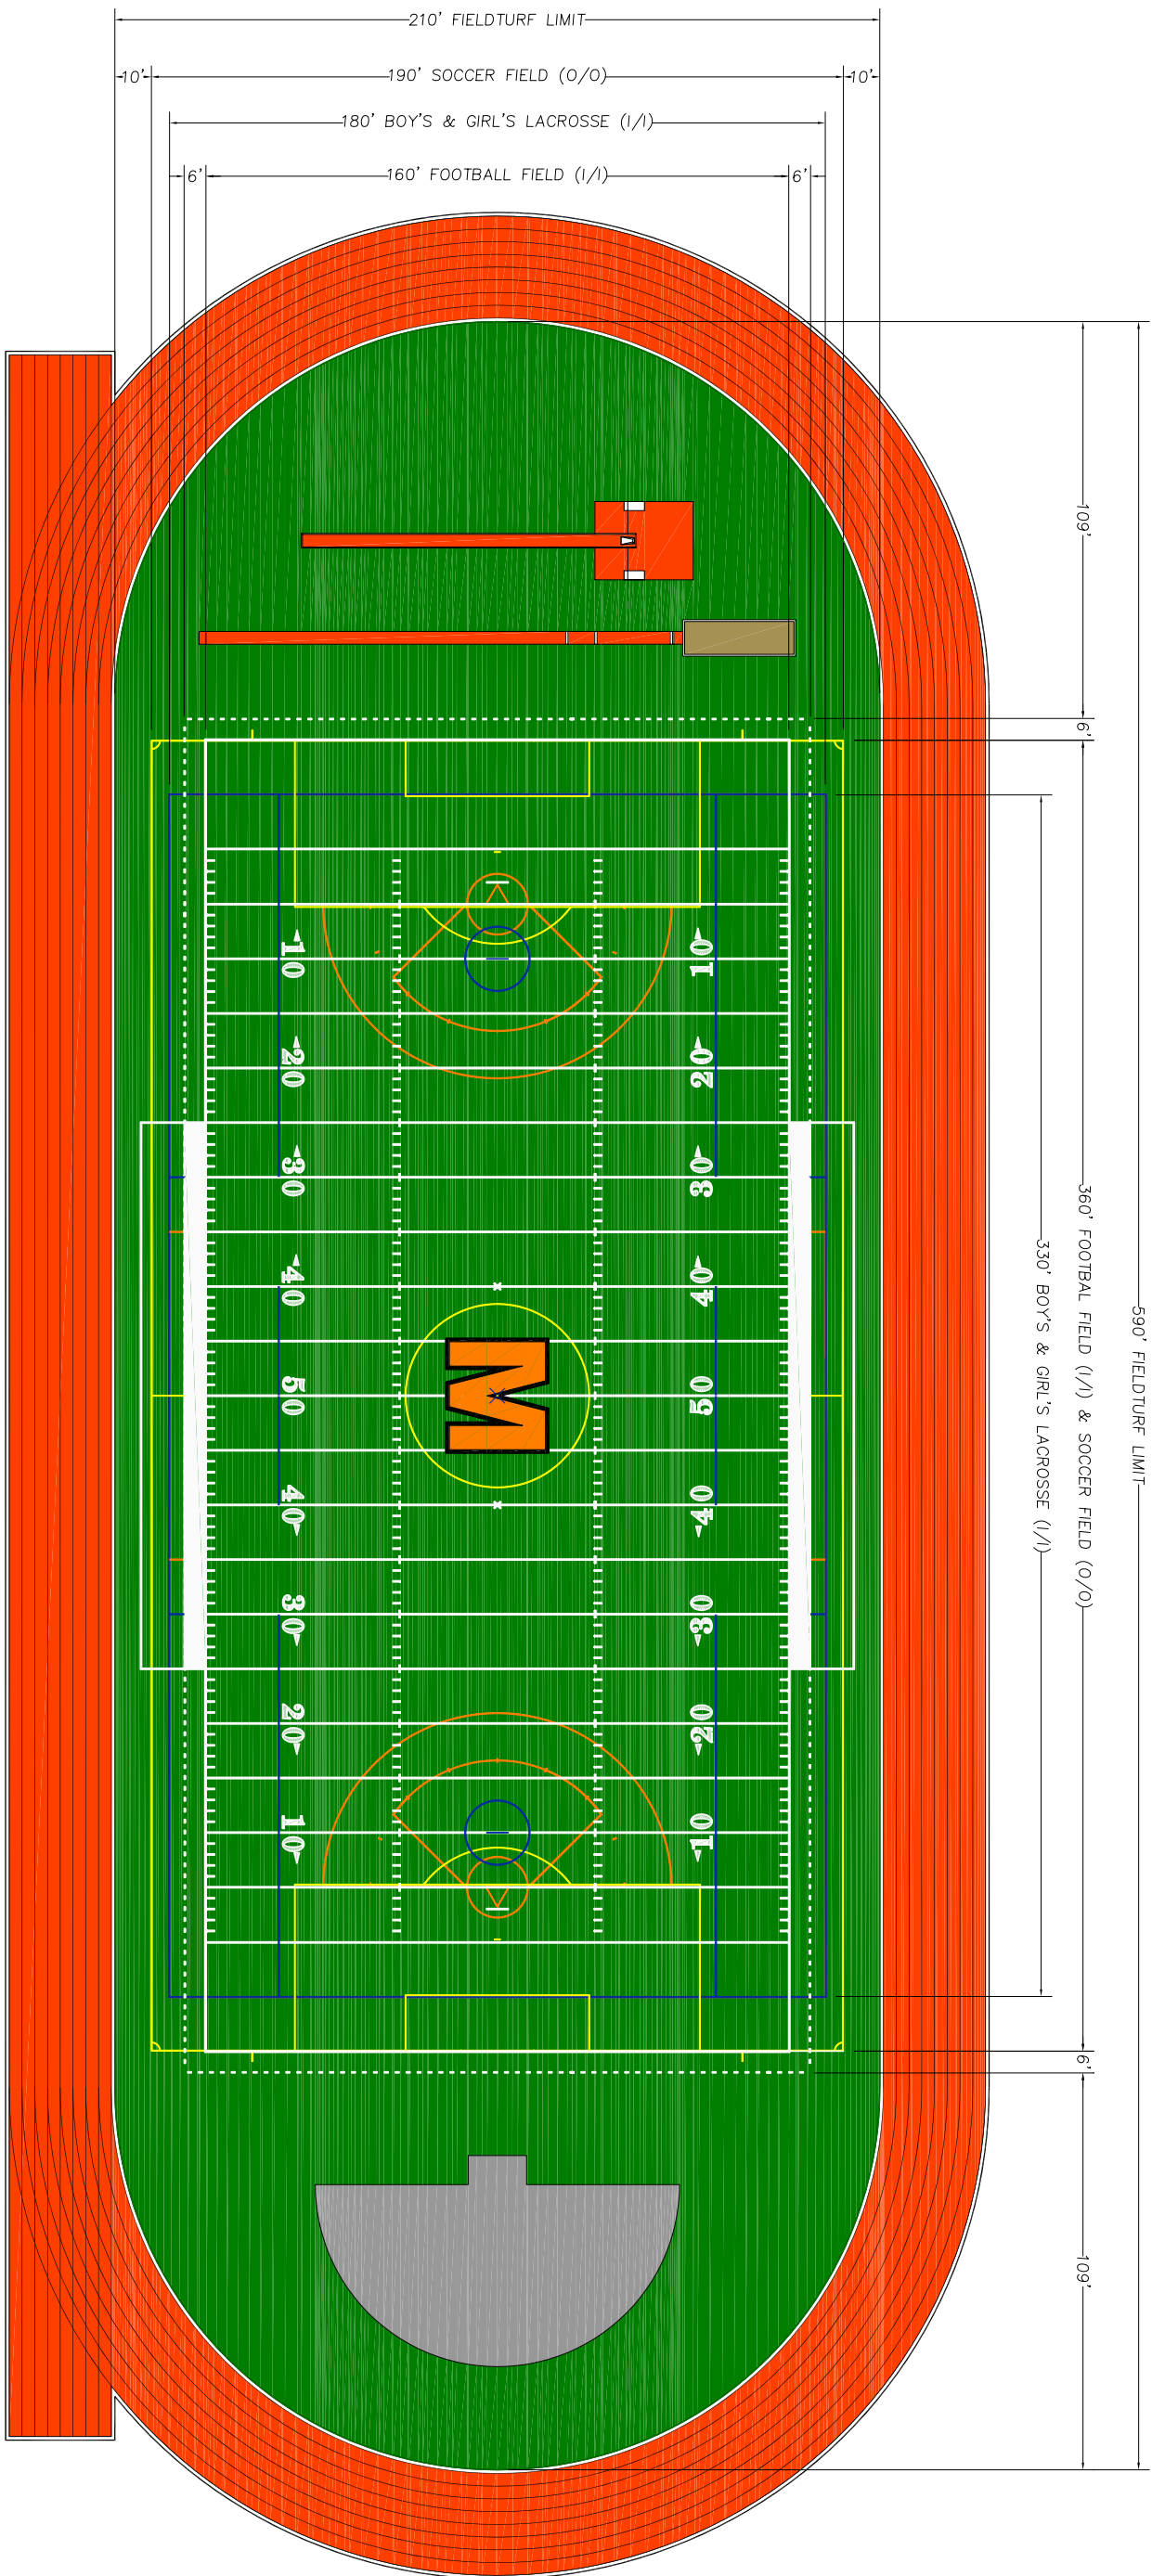 210' FIELDTURF LIMIT
10'
190' SOCCER FIELD (O/O)
10'
180' BOY'S & GIRL'S LACROSSE (I/I)
6'
160' FOOTBALL FIELD (I/I)
6'
109'
6'
360' FOOTBAL FIELD (I/I) & SOCCER FIELD (O/O)
330' BOY'S & GIRL'S LACROSSE (I/I)
590' FIELDTURF LIMIT
6'
109'
10 10
20 20
30 30
40 40
M
50 50
40 40
30 30
20 20
10 10